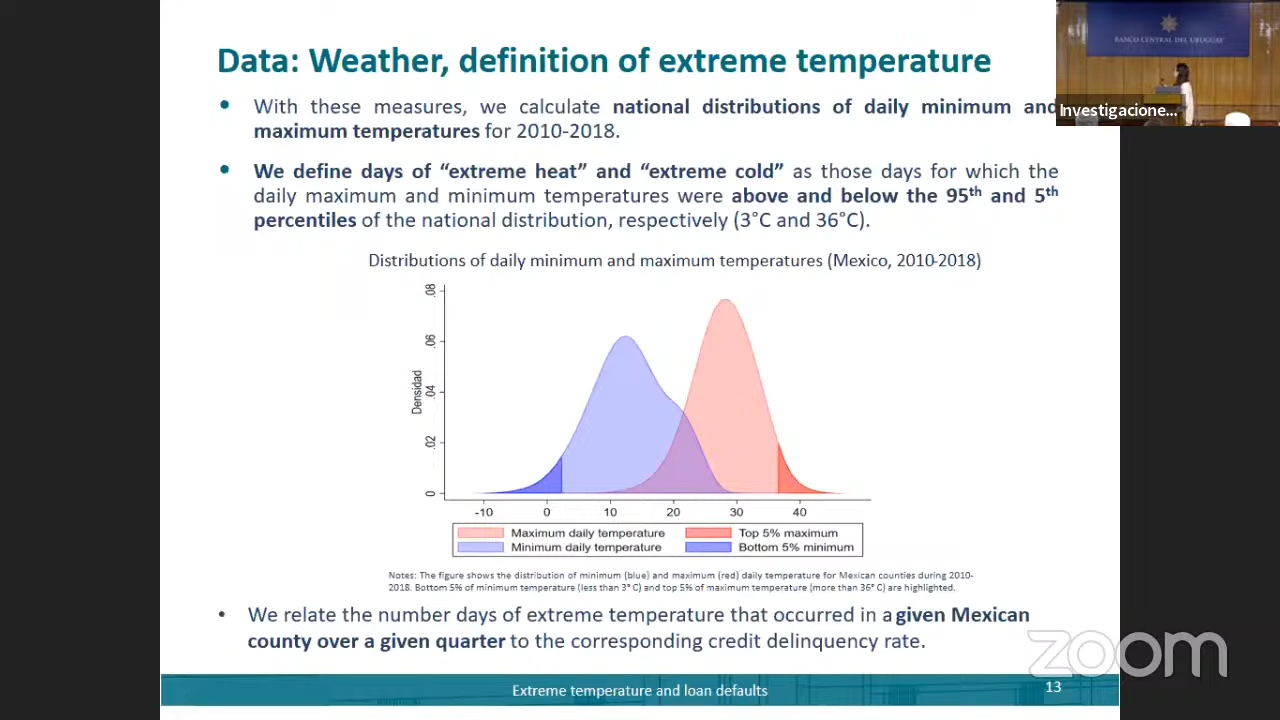 Data: Weather, definition of extreme temperature
BANCO CENTRAL DEL URUGUAY
Investigacione...
• With these measures, we calculate national distributions of daily minimum and
maximum temperatures for 2010-2018.
• We define days of “extreme heat” and “extreme cold” as those days for which the
daily maximum and minimum temperatures were above and below the 95th and 5th
percentiles of the national distribution, respectively (3°C and 36°C).
Distributions of daily minimum and maximum temperatures (Mexico, 2010-2018)
Densidad
.08
.06
.04
.02
0
-10 0 10 20 30 40
Maximum daily temperature Top 5% maximum
Minimum daily temperature Bottom 5% minimum
Notes: The figure shows the distribution of minimum (blue) and maximum (red) daily temperature for Mexican counties during 2010-
2018. Bottom 5% of minimum temperature (less than 3° C) and top 5% of maximum temperature (more than 36° C) are highlighted.
• We relate the number days of extreme temperature that occurred in a given Mexican
county over a given quarter to the corresponding credit delinquency rate.
zoom
Extreme temperature and loan defaults
13